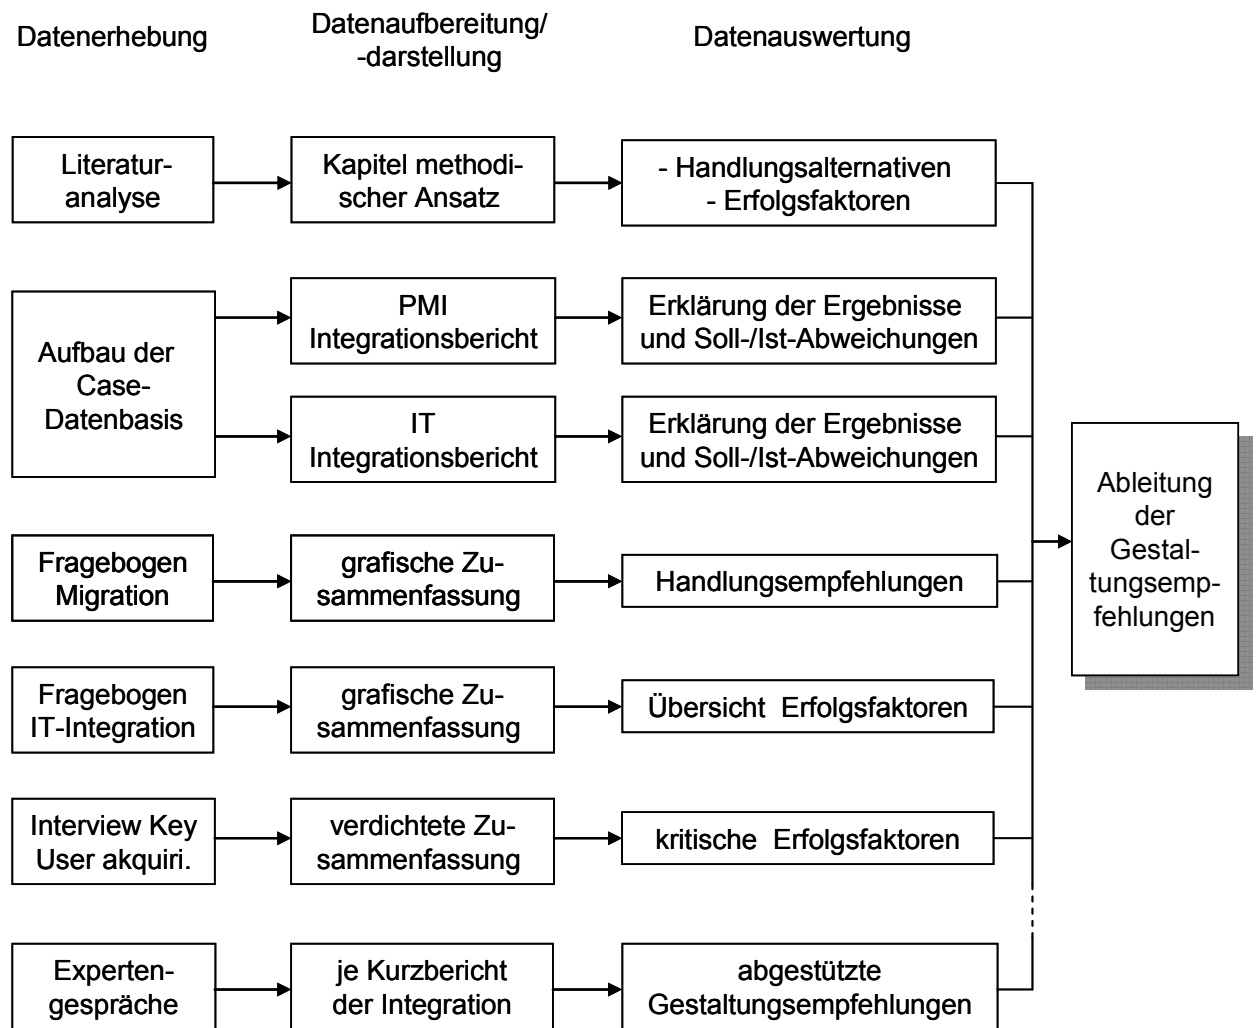 Datenerhebung
Datenaufbereitung/
-darstellung
Datenauswertung
Literatur-
analyse
Kapitel methodi-
scher Ansatz
- Handlungsalternativen
- Erfolgsfaktoren
Aufbau der
Case-
Datenbasis
PMI
Integrationsbericht
Erklärung der Ergebnisse
und Soll-/Ist-Abweichungen
IT
Integrationsbericht
Erklärung der Ergebnisse
und Soll-/Ist-Abweichungen
Fragebogen
Migration
grafische Zu-
sammenfassung
Handlungsempfehlungen
Fragebogen
IT-Integration
grafische Zu-
sammenfassung
Übersicht Erfolgsfaktoren
Interview Key
User akquiri.
verdichtete Zu-
sammenfassung
kritische Erfolgsfaktoren
Experten-
gespräche
je Kurzbericht
der Integration
abgestützte
Gestaltungsempfehlungen
Ableitung
der
Gestal-
tungsemp-
fehlungen